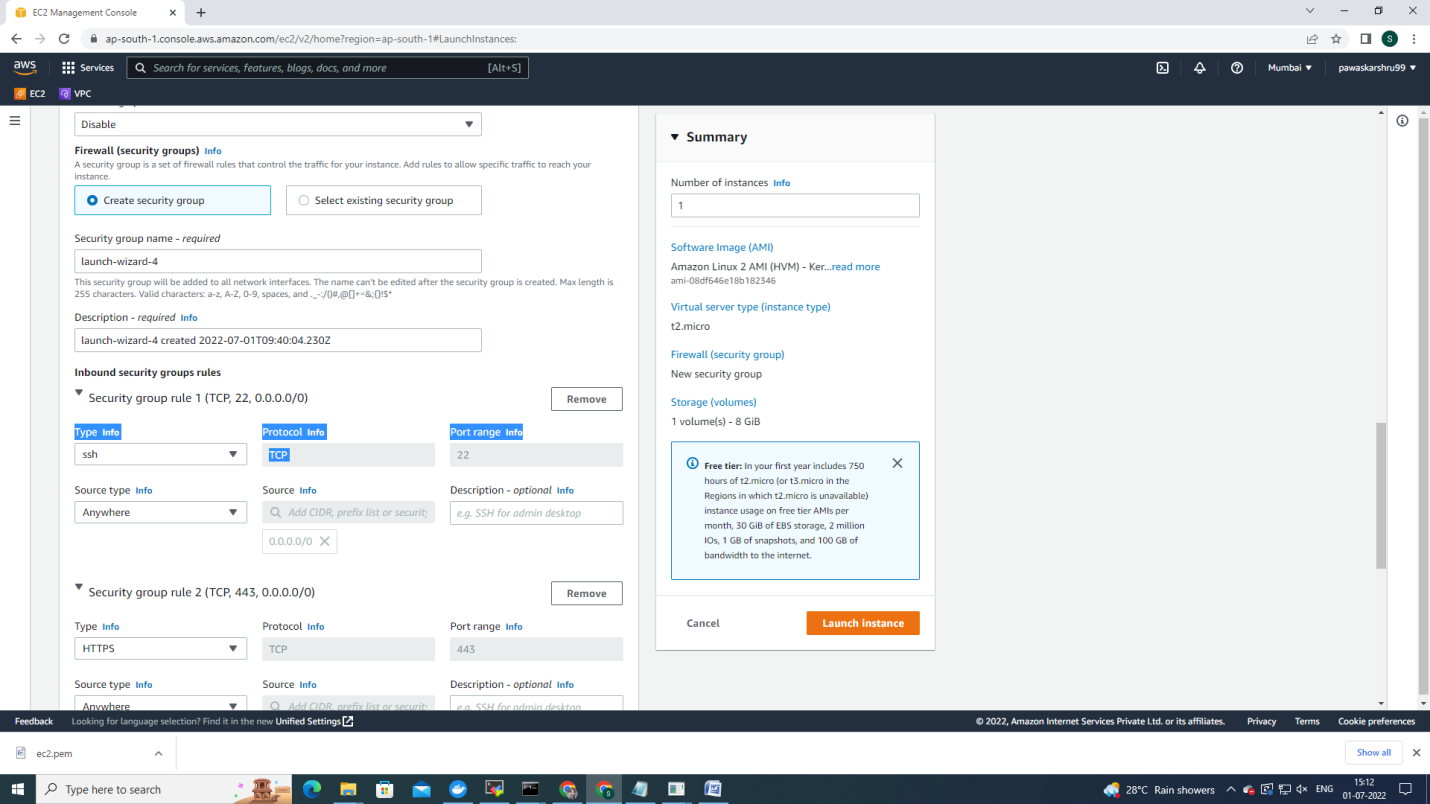 EC2 Management Console
ap-south-1.console.aws.amazon.com/ec2/v2/home?region=ap-south-1#LaunchInstances:
S
aws
Services
Search for services, features, blogs, docs, and more
[Alt+S]
Mumbai
pawaskarshru99
EC2
VPC
Disable
Firewall (security groups) Info
A security group is a set of firewall rules that control the traffic for your instance. Add rules to allow specific traffic to reach your
instance.
Create security group
Select existing security group
Security group name - required
launch-wizard-4
This security group will be added to all network interfaces. The name can't be edited after the security group is created. Max length is
255 characters. Valid characters: a-z, A-Z, 0-9, spaces, and ._-:/()#,@[]+=&;{}!$*
Description - required Info
launch-wizard-4 created 2022-07-01T09:40:04.230Z
Inbound security groups rules
Security group rule 1 (TCP, 22, 0.0.0.0/0)
Remove
Type Info
Protocol Info
Port range Info
ssh
TCP
22
Source type Info
Source Info
Description - optional Info
Anywhere
Add CIDR, prefix list or security
e.g. SSH for admin desktop
0.0.0.0/0
Security group rule 2 (TCP, 443, 0.0.0.0/0)
Remove
Type Info
Protocol Info
Port range Info
HTTPS
TCP
443
Source type Info
Source Info
Description - optional Info
Anywhere
Add CIDR, prefix list or security
e.g. SSH for admin desktop
Summary
Number of instances Info
1
Software Image (AMI)
Amazon Linux 2 AMI (HVM) - Ker...read more
ami-08df646e18b182346
Virtual server type (instance type)
t2.micro
Firewall (security group)
New security group
Storage (volumes)
1 volume(s) - 8 GiB
Free tier: In your first year includes 750
hours of t2.micro (or t3.micro in the
Regions in which t2.micro is unavailable)
instance usage on free tier AMIs per
month, 30 GiB of EBS storage, 2 million
IOs, 1 GB of snapshots, and 100 GB of
bandwidth to the internet.
Cancel
Launch instance
Feedback
Looking for language selection? Find it in the new Unified Settings
© 2022, Amazon Internet Services Private Ltd. or its affiliates.
Privacy
Terms
Cookie preferences
ec2.pem
Show all
Type here to search
28°C Rain showers
ENG
15:12
01-07-2022